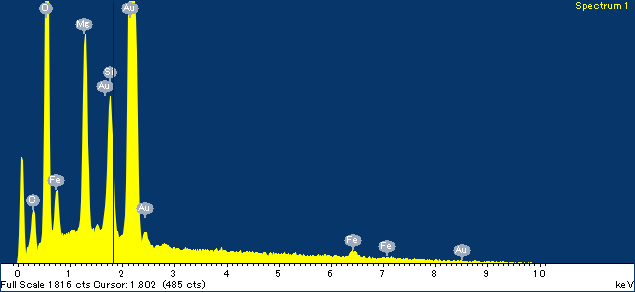 Spectrum 1
O
Au
Mg
Si
Au
Fe
C
Au
Fe
Fe
Au
0 1 2 3 4 5 6 7 8 9 10
Full Scale 1816 cts Cursor: 1.802 (485 cts) keV